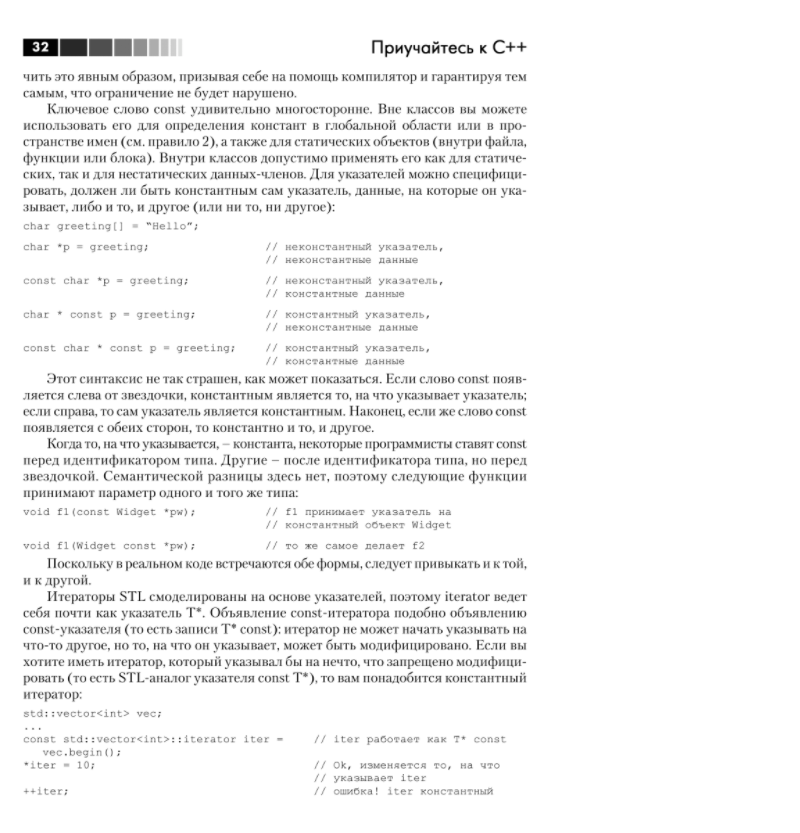 32 Приучайтесь к C++
чить это явным образом, призывая себе на помощь компилятор и гарантируя тем
самым, что ограничение не будет нарушено.
Ключевое слово const удивительно многосторонне. Вне классов вы можете
использовать его для определения констант в глобальной области или в про-
странстве имен (см. правило 2), а также для статических объектов (внутри файла,
функции или блока). Внутри классов допустимо применять его как для статиче-
ских, так и для нестатических данных-членов. Для указателей можно специфици-
ровать, должен ли быть константным сам указатель, данные, на которые он ука-
зывает, либо и то, и другое (или ни то, ни другое):
char greeting[] = “Hello”;
char *p = greeting; // неконстантный указатель,
// неконстантные данные
const char *p = greeting; // неконстантный указатель,
// константные данные
char * const p = greeting; // константный указатель,
// неконстантные данные
const char * const p = greeting; // константный указатель,
// константные данные
Этот синтаксис не так страшен, как может показаться. Если слово const появ-
ляется слева от звездочки, константным является то, на что указывает указатель;
если справа, то сам указатель является константным. Наконец, если же слово const
появляется с обеих сторон, то константно и то, и другое.
Когда то, на что указывается, – константа, некоторые программисты ставят const
перед идентификатором типа. Другие – после идентификатора типа, но перед
звездочкой. Семантической разницы здесь нет, поэтому следующие функции
принимают параметр одного и того же типа:
void f1(const Widget *pw); // f1 принимает указатель на
// константный объект Widget
void f1(Widget const *pw); // то же самое делает f2
Поскольку в реальном коде встречаются обе формы, следует привыкать и к той,
и к другой.
Итераторы STL смоделированы на основе указателей, поэтому iterator ведет
себя почти как указатель T*. Объявление const-итератора подобно объявлению
const-указателя (то есть записи T* const): итератор не может начать указывать на
что-то другое, но то, на что он указывает, может быть модифицировано. Если вы
хотите иметь итератор, который указывал бы на нечто, что запрещено модифици-
ровать (то есть STL-аналог указателя const T*), то вам понадобится константный
итератор:
std::vector<int> vec;
...
const std::vector<int>::iterator iter = // iter работает как T* const
vec.begin();
*iter = 10; // Ok, изменяется то, на что
// указывает iter
++iter; // ошибка! iter константный